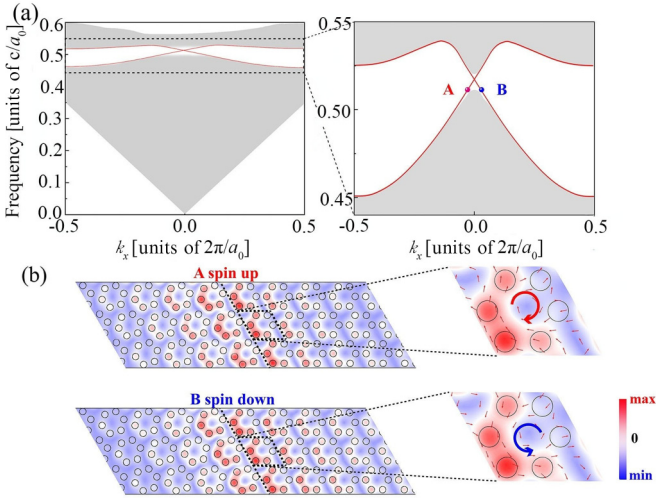 (a)
0.6
0.5
0.4
0.3
0.2
0.1
0.0
Frequency [units of c/a₀]
-0.5 0.0 0.5
kₓ [units of 2π/a₀]
0.55
0.50
0.45
A B
-0.5 0.0 0.5
kₓ [units of 2π/a₀]
(b)
A spin up
B spin down
max
0
min